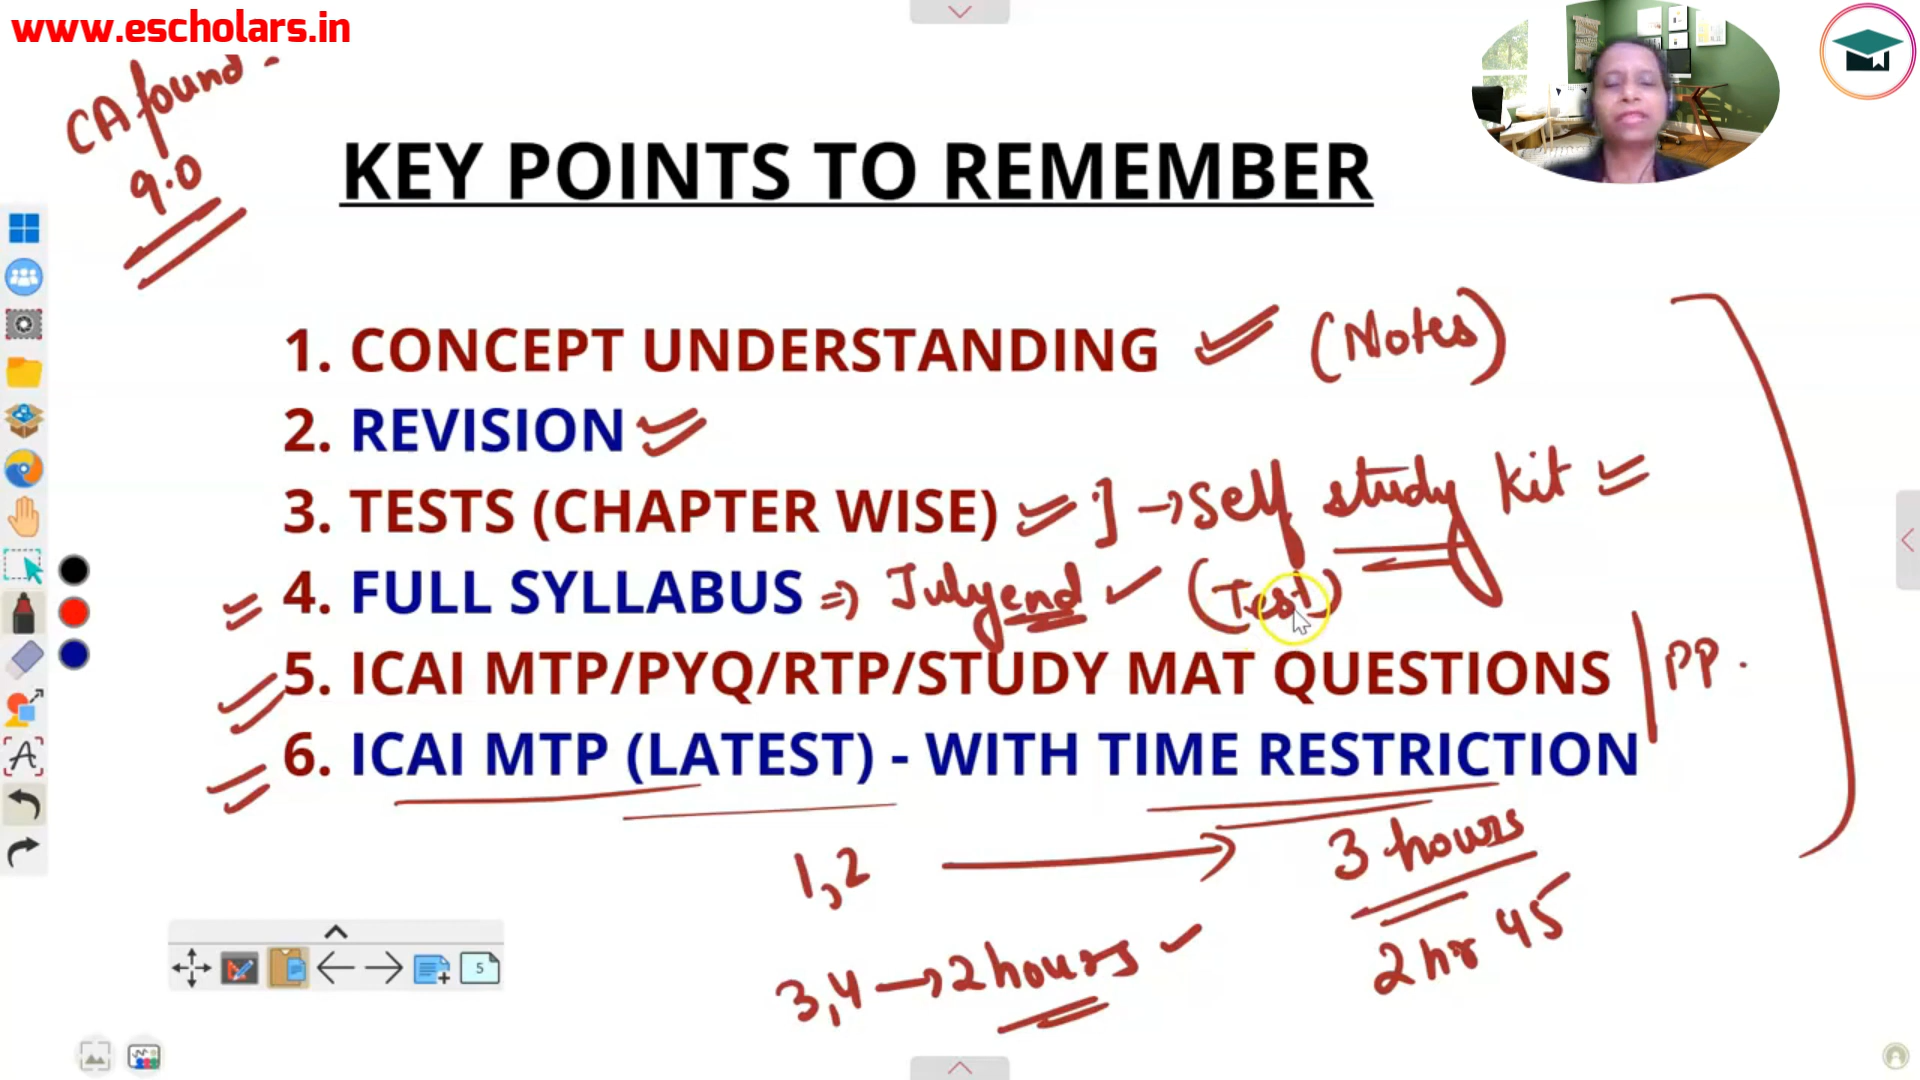 www.escholars.in
CA found -
9.0
KEY POINTS TO REMEMBER
1. CONCEPT UNDERSTANDING (Notes)
2. REVISION
3. TESTS (CHAPTER WISE) ] → Self study kit
4. FULL SYLLABUS ⇒ July end (Test)
5. ICAI MTP/PYQ/RTP/STUDY MAT QUESTIONS | PP.
6. ICAI MTP (LATEST) - WITH TIME RESTRICTION
1,2 → 3 hours
2 hr 45
3,4 → 2 hours
5